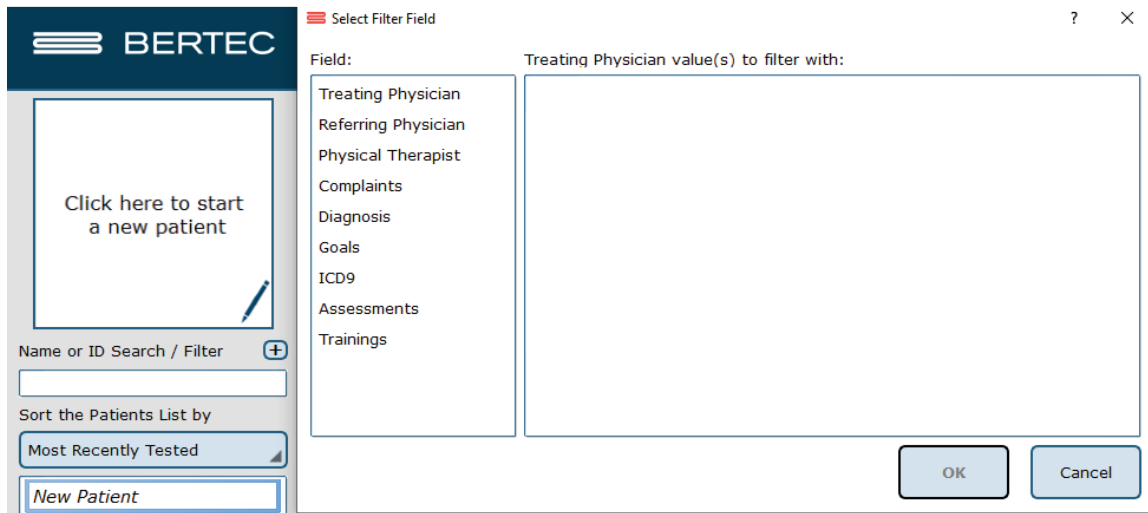 BERTEC
Click here to start
a new patient
Name or ID Search / Filter
Sort the Patients List by
Most Recently Tested
New Patient
Select Filter Field
?
Field:
Treating Physician
Referring Physician
Physical Therapist
Complaints
Diagnosis
Goals
ICD9
Assessments
Trainings
Treating Physician value(s) to filter with:
OK
Cancel